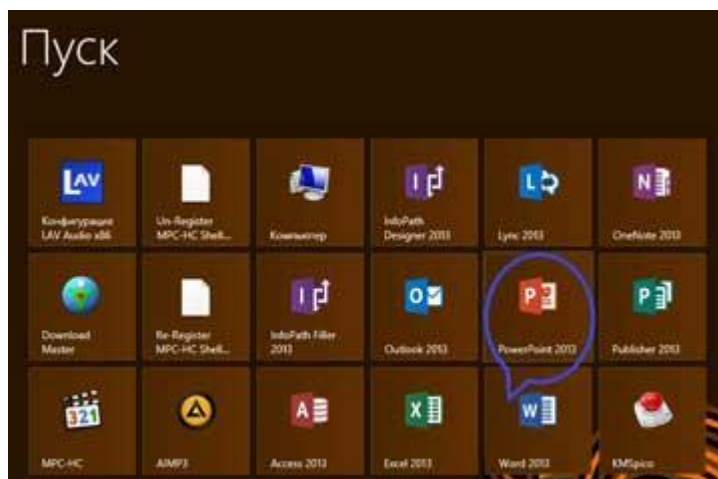 Пуск
LAV
Конфигурация
LAV Audio x86
Un-Register
MPC-HC Shell...
Компьютер
InfoPath
Designer 2013
Lync 2013
OneNote 2013
Download
Master
Re-Register
MPC-HC Shell...
InfoPath Filler
2013
Outlook 2013
PowerPoint 2013
Publisher 2013
321
MPC-HC
AIMP3
Access 2013
Excel 2013
Word 2013
KMSpico